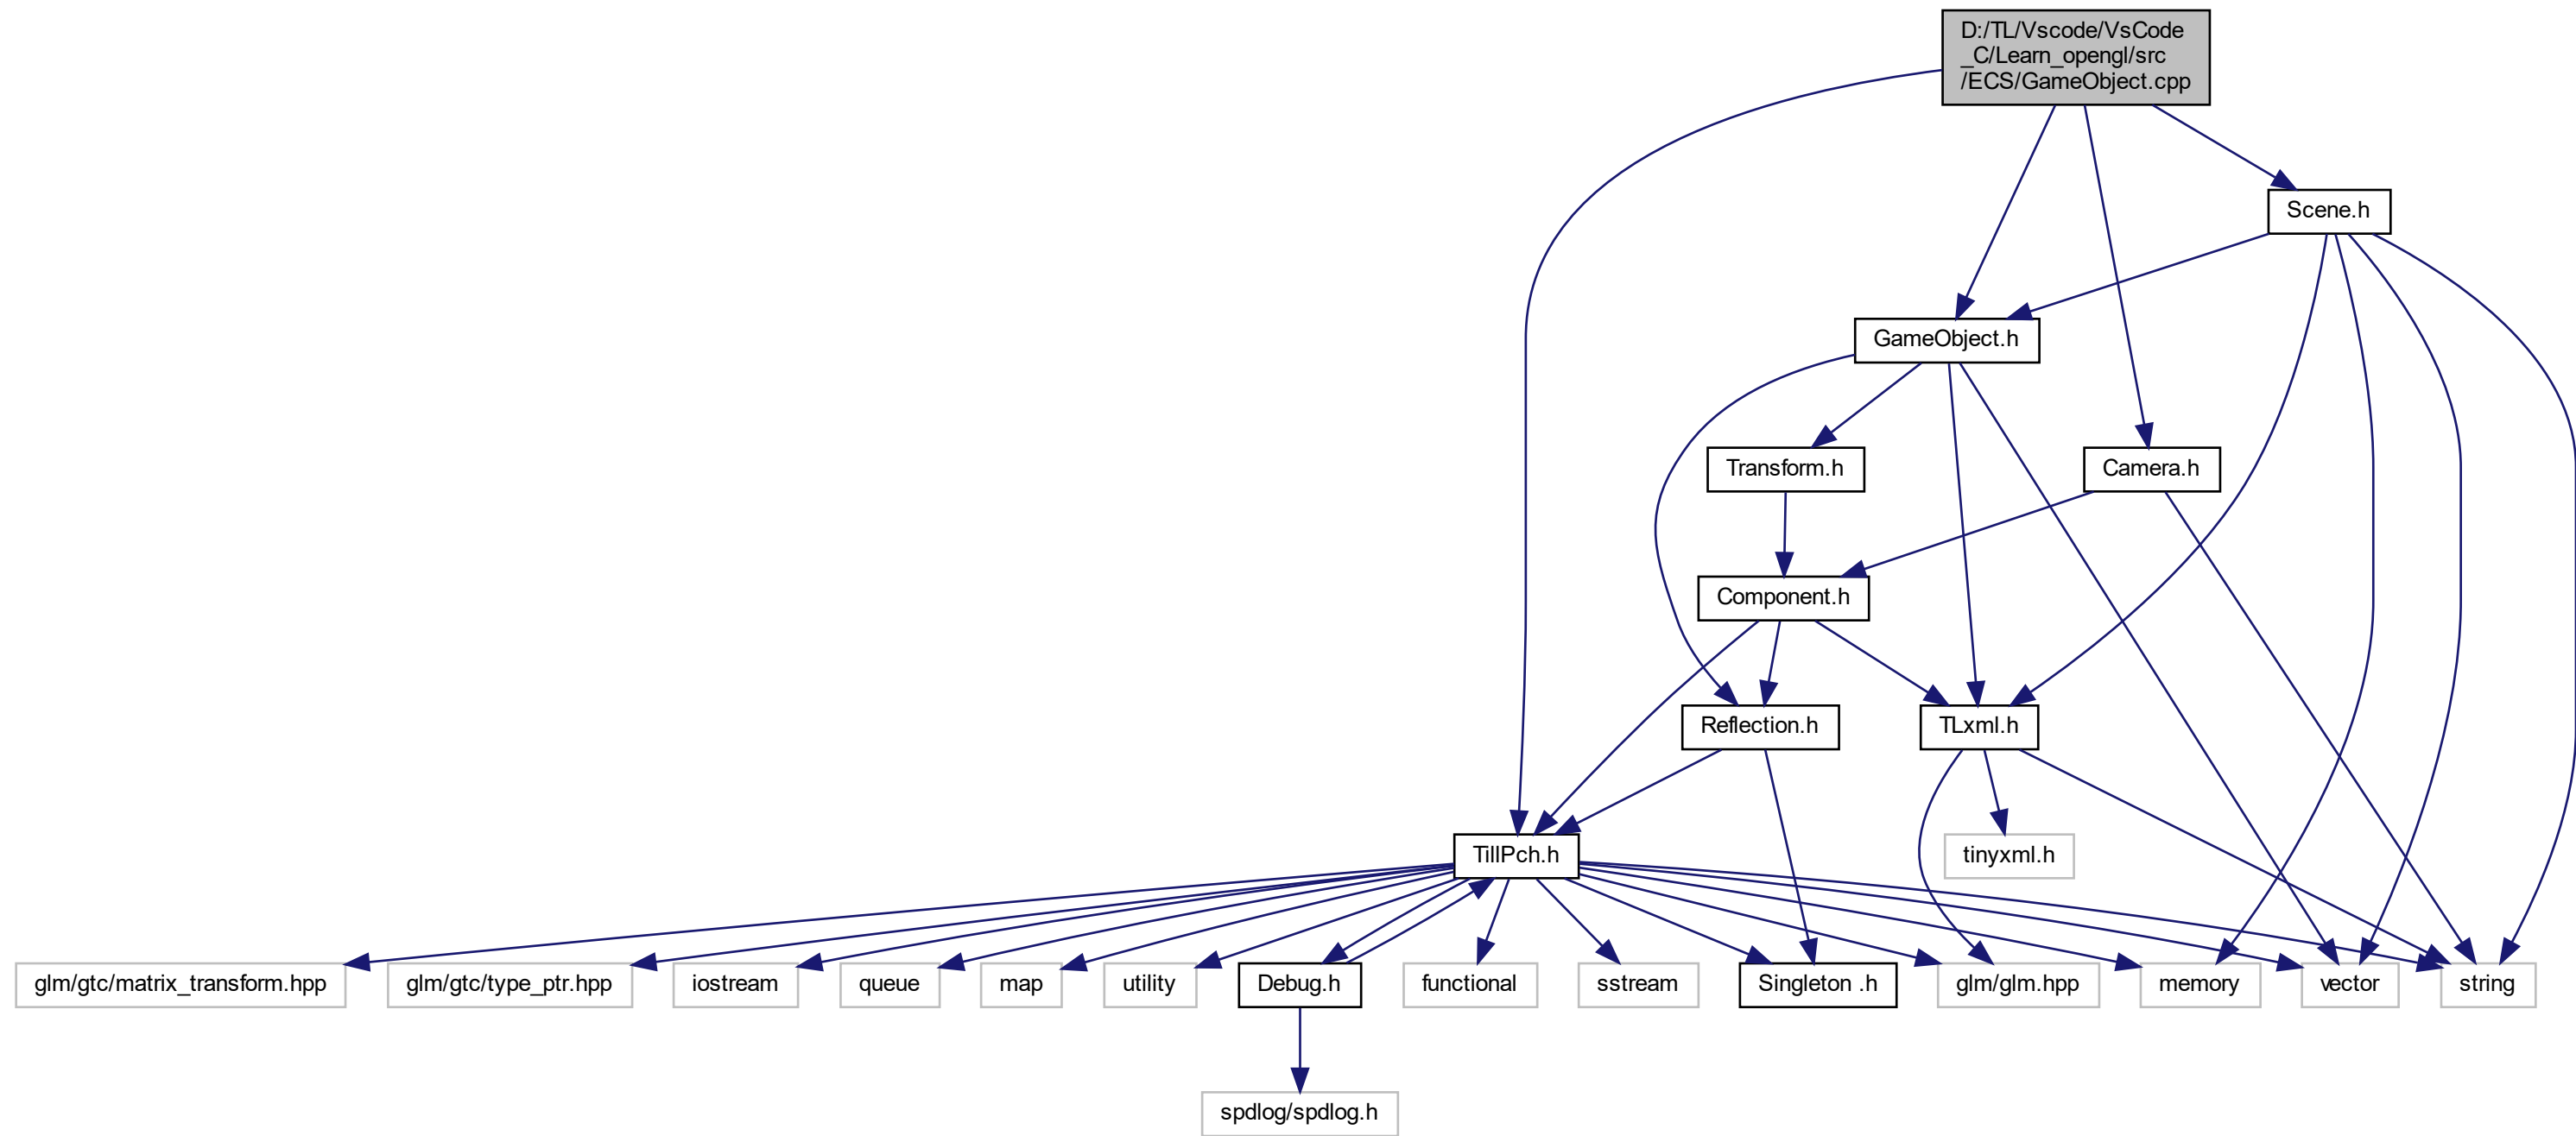 D:/TL/Vscode/VsCode
_C/Learn_opengl/src
/ECS/GameObject.cpp
Scene.h
GameObject.h
Transform.h
Camera.h
Component.h
Reflection.h
TLxml.h
TillPch.h
tinyxml.h
glm/gtc/matrix_transform.hpp
glm/gtc/type_ptr.hpp
iostream
queue
map
utility
Debug.h
functional
sstream
Singleton .h
glm/glm.hpp
memory
vector
string
spdlog/spdlog.h